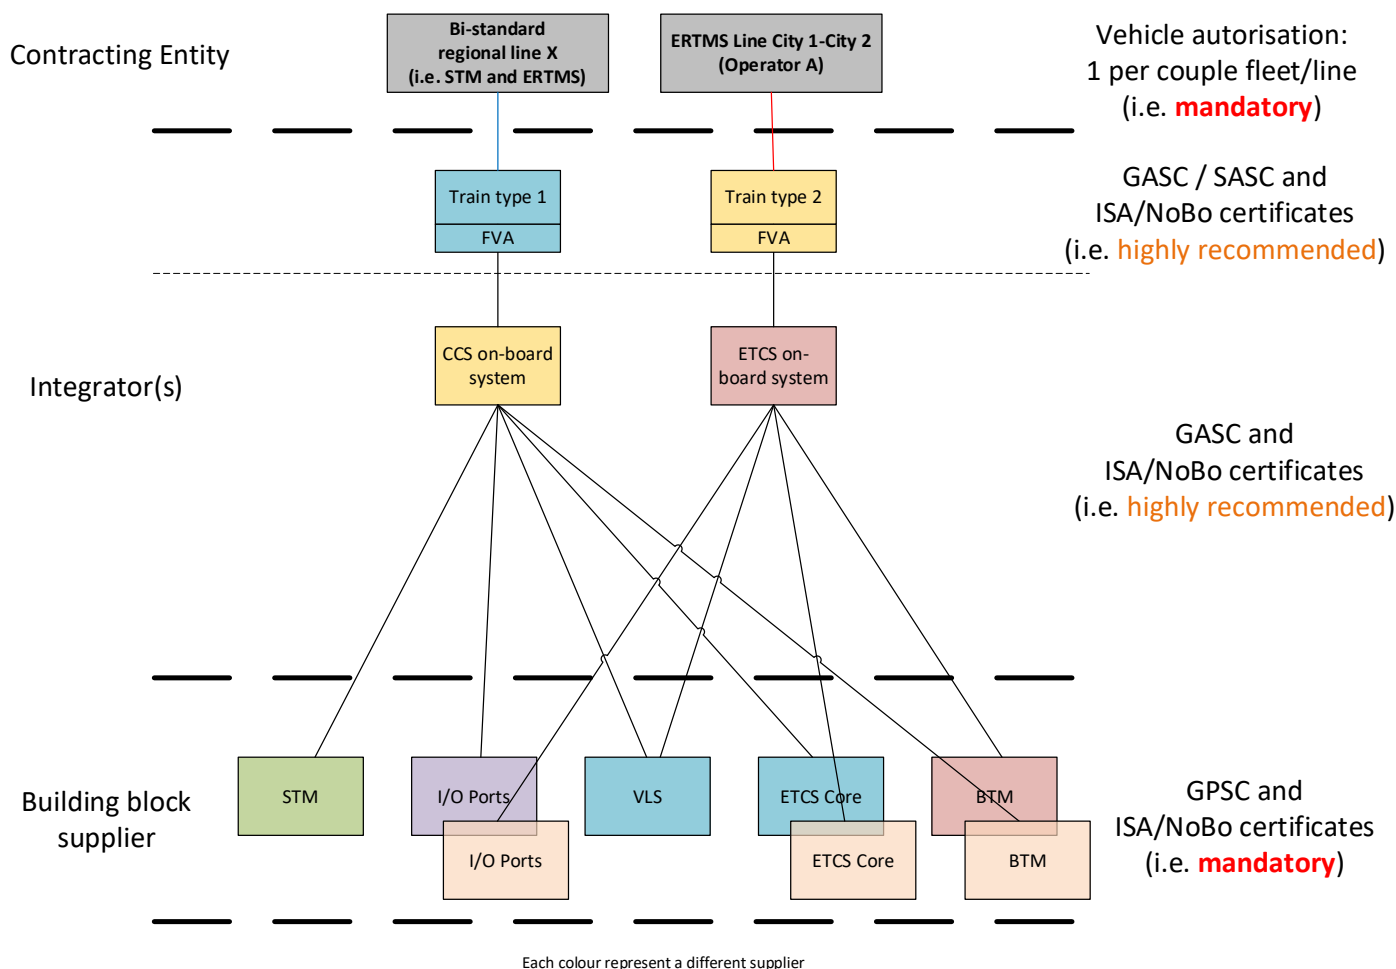 Contracting Entity
Bi-standard
regional line X
(i.e. STM and ERTMS)
ERTMS Line City 1-City 2
(Operator A)
Vehicle autorisation:
1 per couple fleet/line
(i.e. mandatory)
Train type 1
FVA
Train type 2
FVA
GASC / SASC and
ISA/NoBo certificates
(i.e. highly recommended)
Integrator(s)
CCS on-board
system
ETCS on-
board system
GASC and
ISA/NoBo certificates
(i.e. highly recommended)
Building block
supplier
STM
I/O Ports
VLS
ETCS Core
BTM
I/O Ports
ETCS Core
BTM
GPSC and
ISA/NoBo certificates
(i.e. mandatory)
Each colour represent a different supplier